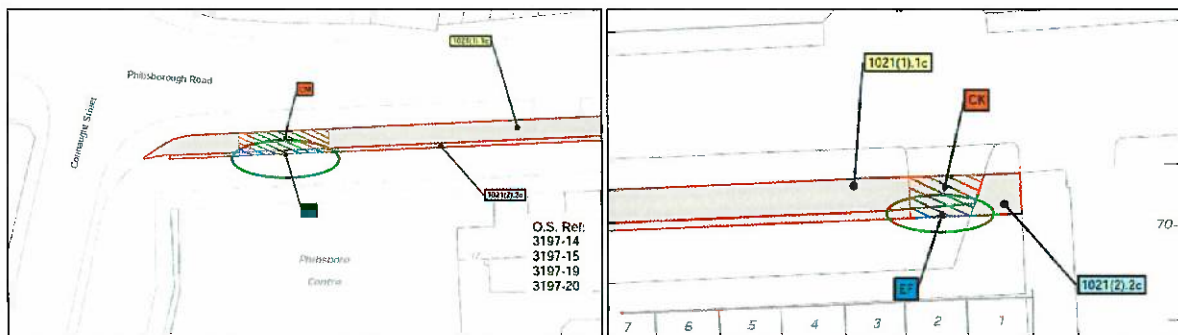 1021(1).1c
Phibsborough Road
Connaught Street
1021(2).2c
O.S. Ref:
3197-14
3197-15
3197-19
3197-20
Phibsboro
Centre
1021(1).1c
CK
EF
1021(2).2c
70
7 6 5 4 3 2 1